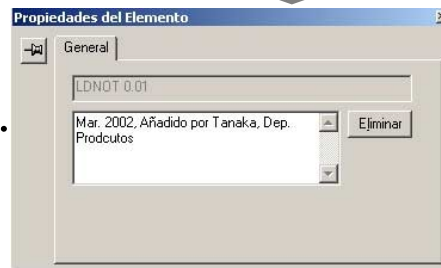 Propiedades del Elemento
General
LDNOT 0.01
Mar. 2002, Añadido por Tanaka, Dep.
Prodcutos
Eliminar